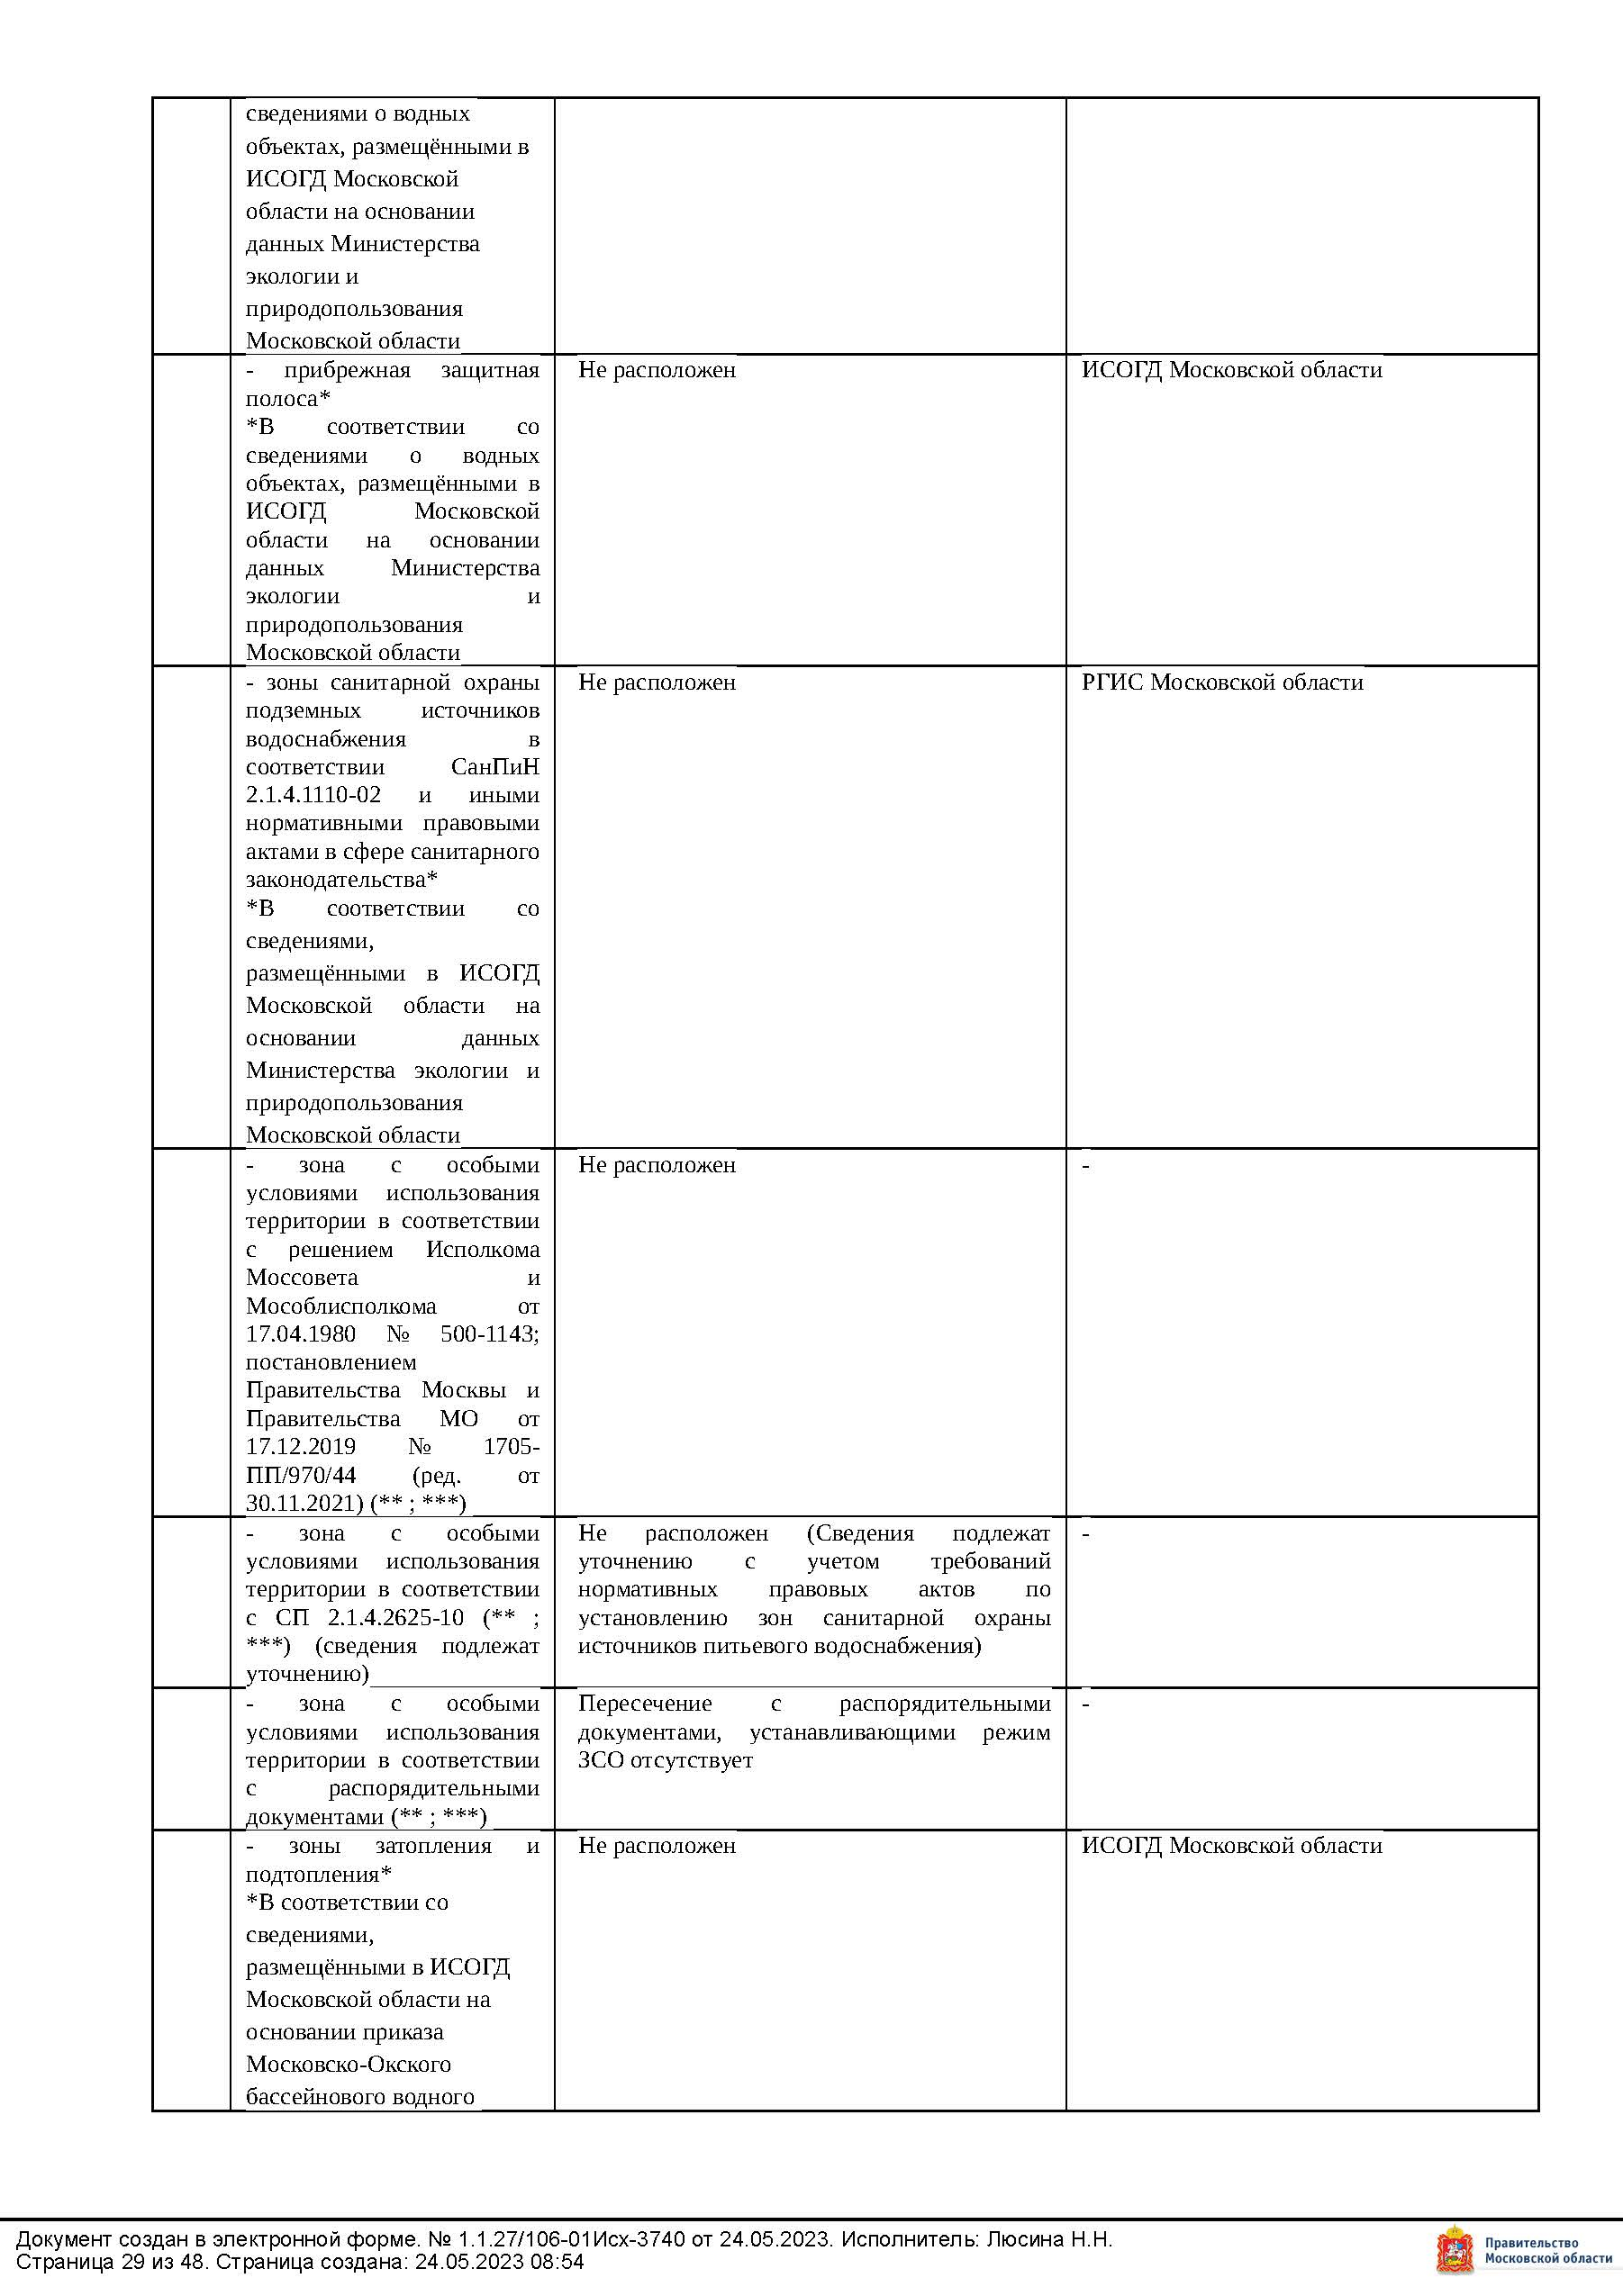 сведениями о водных
объектах, размещёнными в
ИСОГД Московской
области на основании
данных Министерства
экологии и
природопользования
Московской области
- прибрежная защитная
полоса*
*В соответствии со
сведениями о водных
объектах, размещёнными в
ИСОГД Московской
области на основании
данных Министерства
экологии и
природопользования
Московской области
Не расположен
ИСОГД Московской области
- зоны санитарной охраны
подземных источников
водоснабжения в
соответствии СанПиН
2.1.4.1110-02 и иными
нормативными правовыми
актами в сфере санитарного
законодательства*
*В соответствии со
сведениями,
размещёнными в ИСОГД
Московской области на
основании данных
Министерства экологии и
природопользования
Московской области
Не расположен
РГИС Московской области
- зона с особыми
условиями использования
территории в соответствии
с решением Исполкома
Моссовета и
Мособлисполкома от
17.04.1980 № 500-1143;
постановлением
Правительства Москвы и
Правительства МО от
17.12.2019 № 1705-
ПП/970/44 (ред. от
30.11.2021) (** ; ***)
Не расположен
-
- зона с особыми
условиями использования
территории в соответствии
с СП 2.1.4.2625-10 (** ;
***) (сведения подлежат
уточнению)
Не расположен (Сведения подлежат
уточнению с учетом требований
нормативных правовых актов по
установлению зон санитарной охраны
источников питьевого водоснабжения)
-
- зона с особыми
условиями использования
территории в соответствии
с распорядительными
документами (** ; ***)
Пересечение с распорядительными
документами, устанавливающими режим
ЗСО отсутствует
-
- зоны затопления и
подтопления*
*В соответствии со
сведениями,
размещёнными в ИСОГД
Московской области на
основании приказа
Московско-Окского
бассейнового водного
Не расположен
ИСОГД Московской области
Документ создан в электронной форме. № 1.1.27/106-01Исх-3740 от 24.05.2023. Исполнитель: Люсина Н.Н.
Страница 29 из 48. Страница создана: 24.05.2023 08:54
Правительство
Московской области